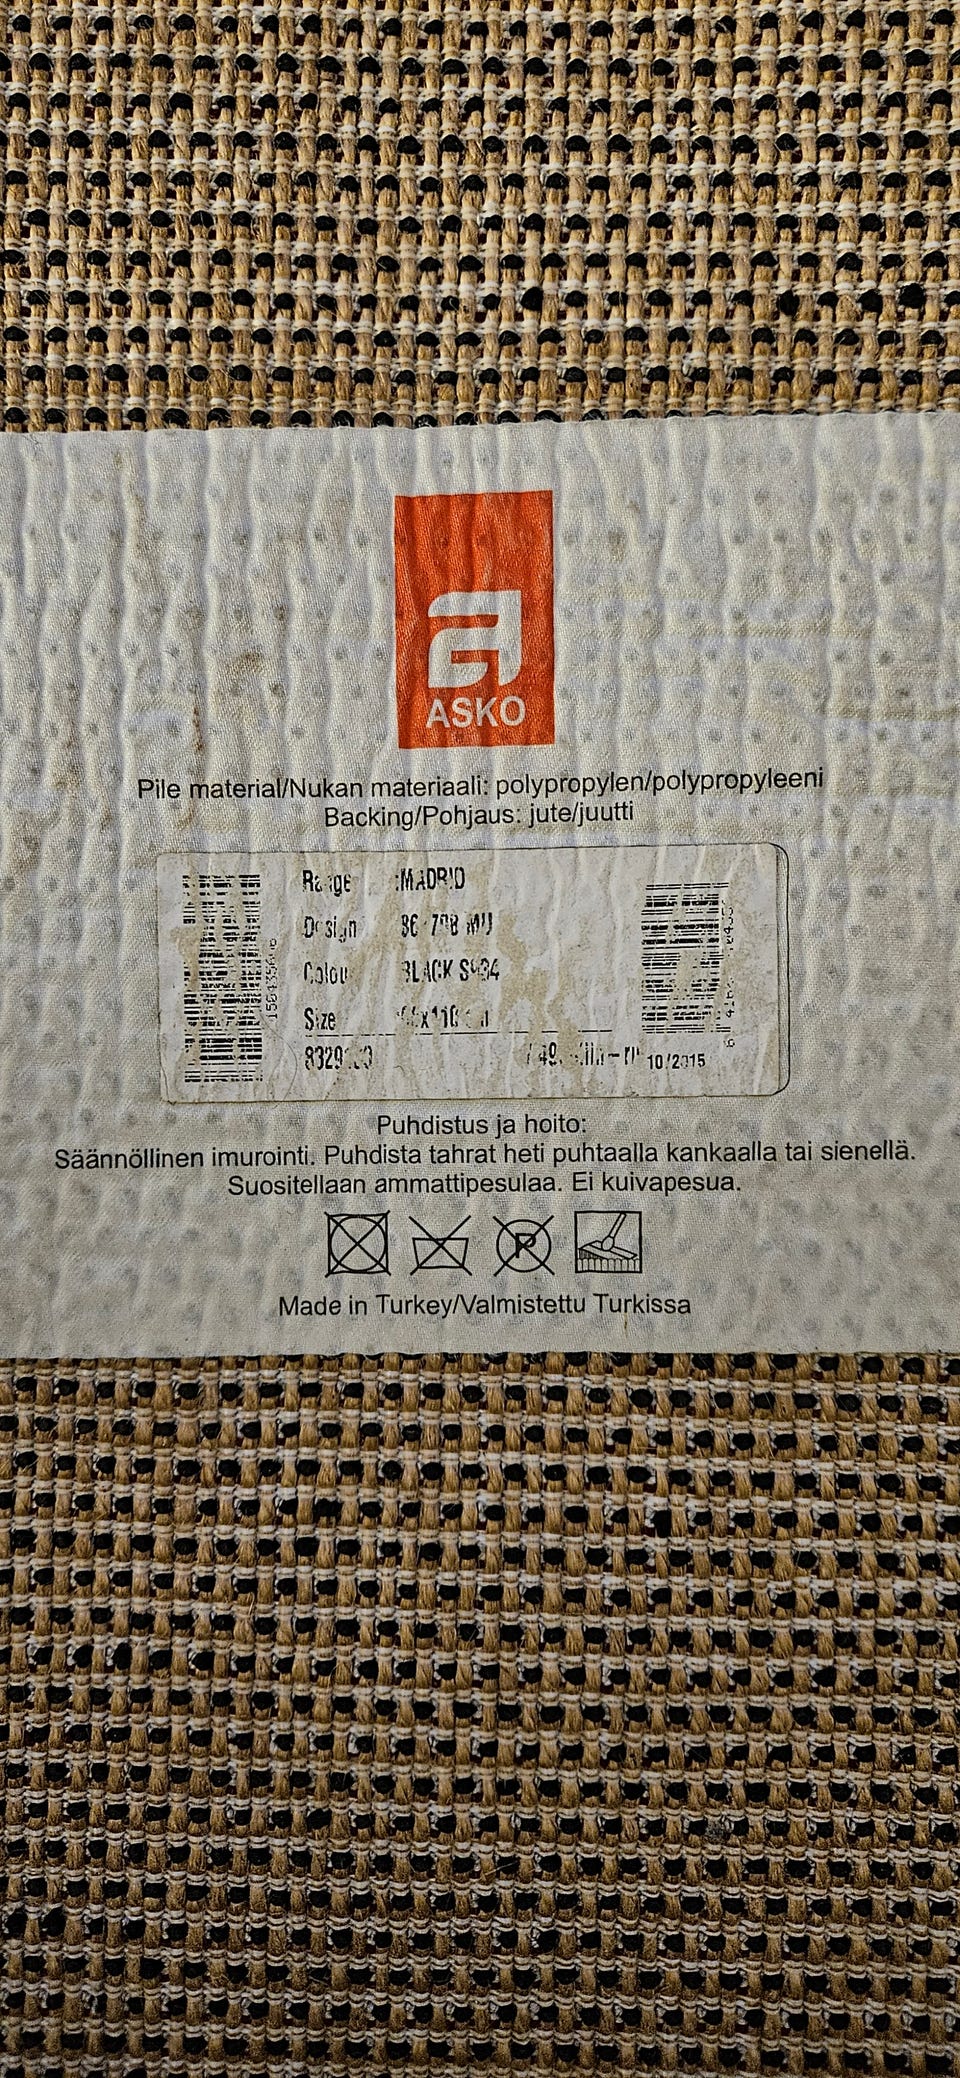 a
ASKO
Pile material/Nukan materiaali: polypropylen/polypropyleeni
Backing/Pohjaus: jute/juutti
Range :MADRID
Design
Colour BLACK
Size
10/2015
Puhdistus ja hoito:
Säännöllinen imurointi. Puhdista tahrat heti puhtaalla kankaalla tai sienellä.
Suositellaan ammattipesulaa. Ei kuivapesua.
P
Made in Turkey/Valmistettu Turkissa